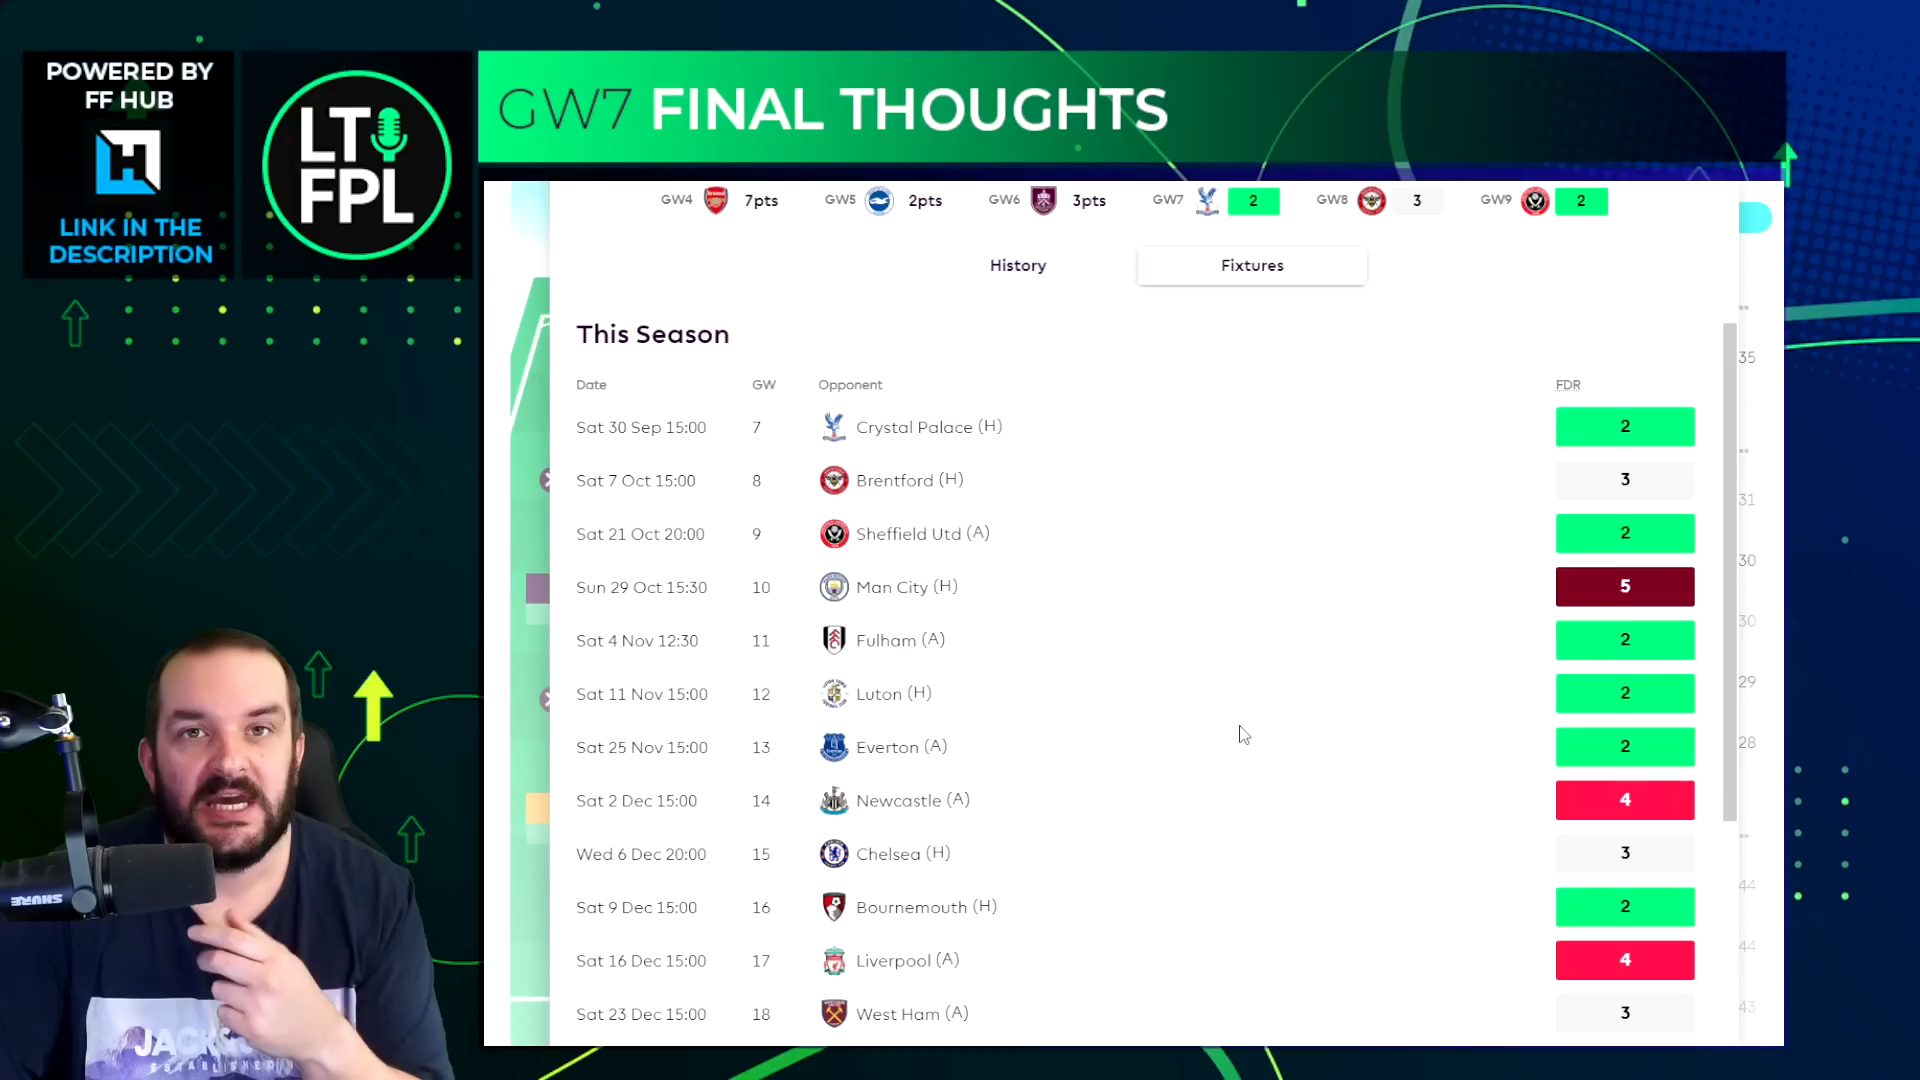 POWERED BY
FF HUB
LINK IN THE
DESCRIPTION
LT
FPL
GW7 FINAL THOUGHTS
GW4 7pts GW5 2pts GW6 3pts GW7 2 GW8 3 GW9 2
History Fixtures
This Season
Date GW Opponent FDR
Sat 30 Sep 15:00 7 Crystal Palace (H) 2
Sat 7 Oct 15:00 8 Brentford (H) 3
Sat 21 Oct 20:00 9 Sheffield Utd (A) 2
Sun 29 Oct 15:30 10 Man City (H) 5
Sat 4 Nov 12:30 11 Fulham (A) 2
Sat 11 Nov 15:00 12 Luton (H) 2
Sat 25 Nov 15:00 13 Everton (A) 2
Sat 2 Dec 15:00 14 Newcastle (A) 4
Wed 6 Dec 20:00 15 Chelsea (H) 3
Sat 9 Dec 15:00 16 Bournemouth (H) 2
Sat 16 Dec 15:00 17 Liverpool (A) 4
Sat 23 Dec 15:00 18 West Ham (A) 3
35
31
30
30
29
28
44
44
43
SHURE
ESTABLISHED